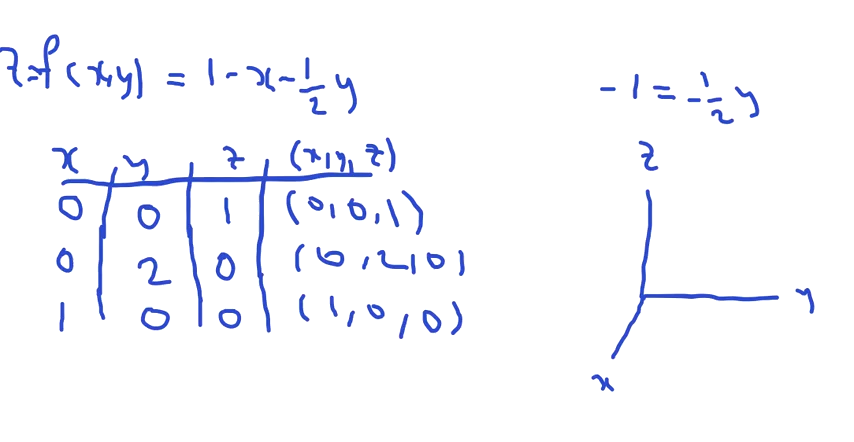 z=f(x,y) = 1-x-1/2 y
-1 = -1/2 y
x y z (x,y,z)
0 0 1 (0,0,1)
0 2 0 (0,2,0)
1 0 0 (1,0,0)
z
y
x